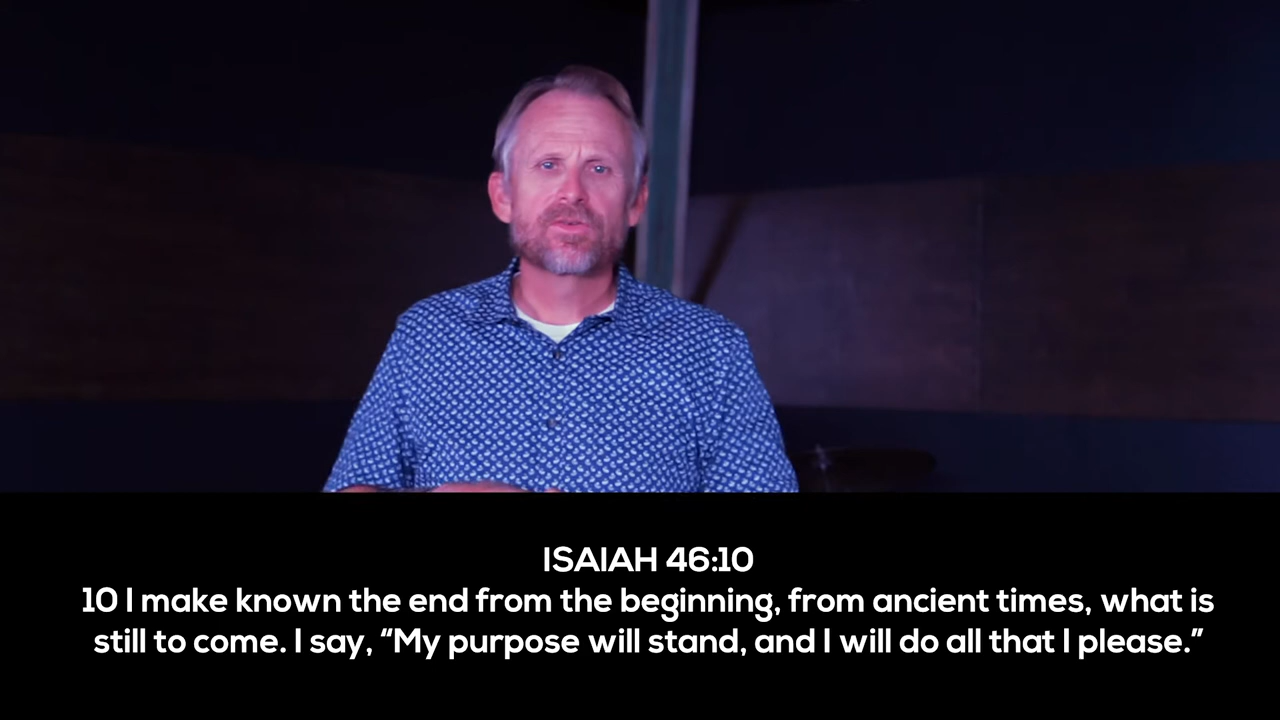 ISAIAH 46:10
10 I make known the end from the beginning, from ancient times, what is
still to come. I say, “My purpose will stand, and I will do all that I please.”